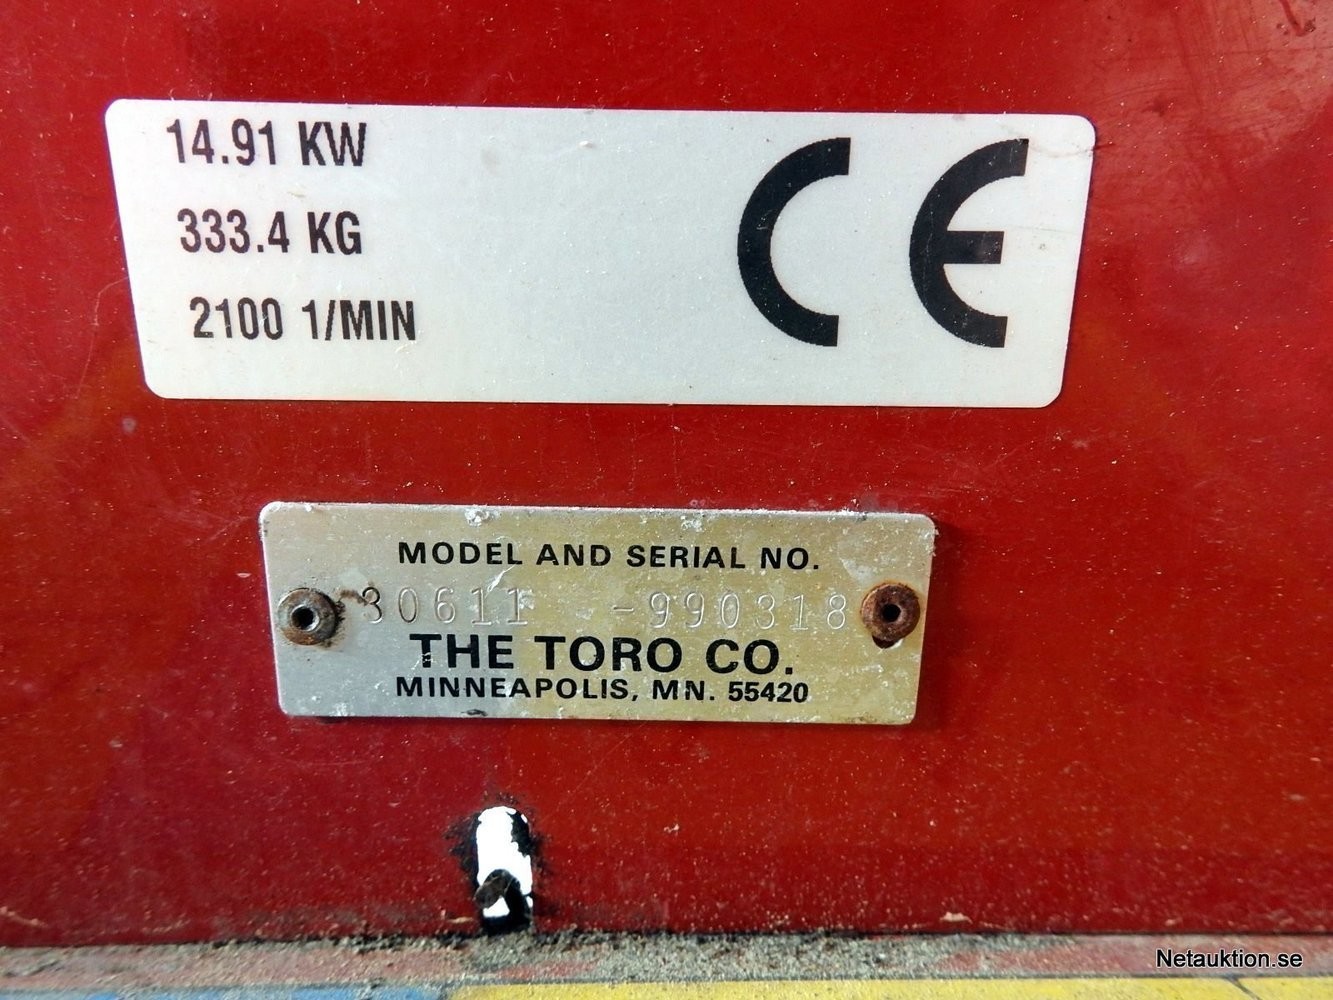 14.91 KW
333.4 KG
2100 1/MIN
CE
MODEL AND SERIAL NO.
30611 -990318
THE TORO CO.
MINNEAPOLIS, MN. 55420
Netauktion.se